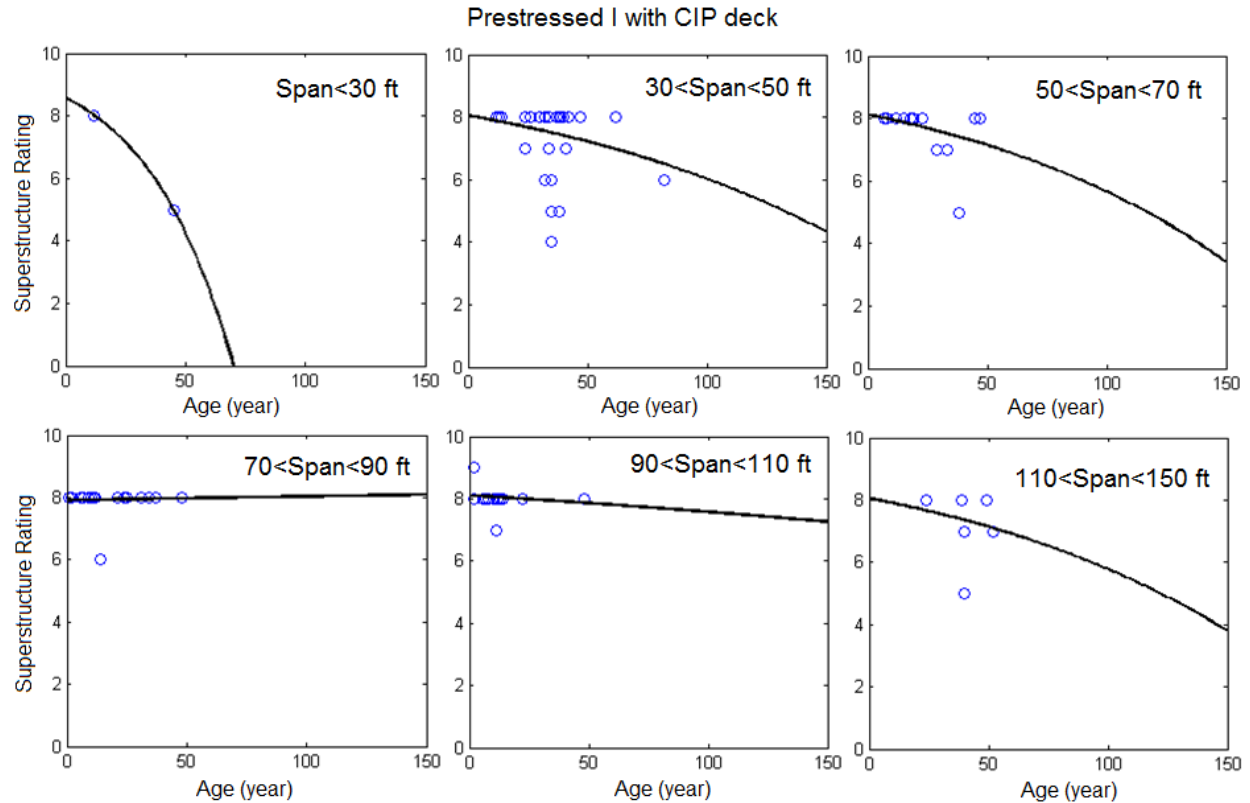 Prestressed I with CIP deck
10
8
6
4
2
0
Superstructure Rating
Span<30 ft
0 50 100 150
Age (year)
10
8
6
4
2
0
30<Span<50 ft
0 50 100 150
Age (year)
10
8
6
4
2
0
50<Span<70 ft
0 50 100 150
Age (year)
10
8
6
4
2
0
Superstructure Rating
70<Span<90 ft
0 50 100 150
Age (year)
10
8
6
4
2
0
90<Span<110 ft
0 50 100 150
Age (year)
10
8
6
4
2
0
110<Span<150 ft
0 50 100 150
Age (year)